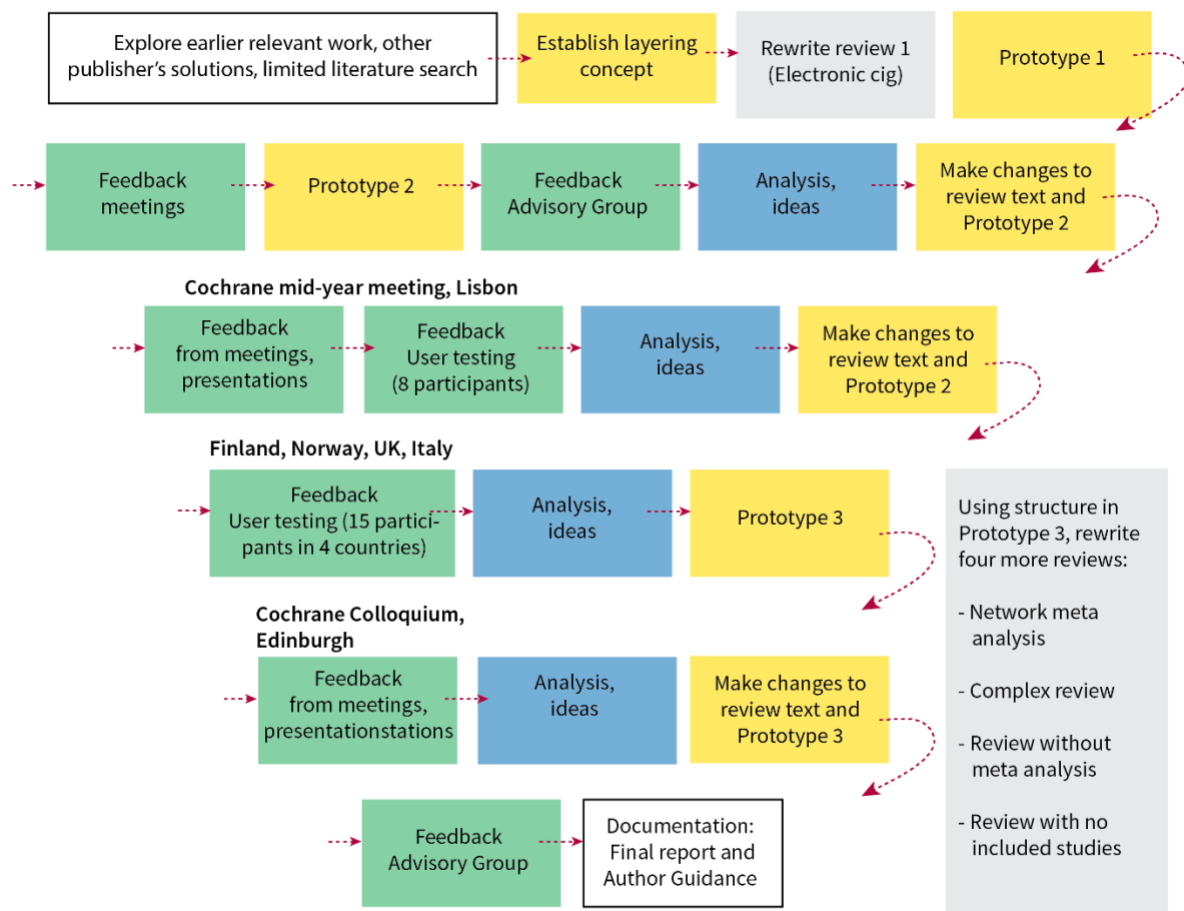 Explore earlier relevant work, other
publisher's solutions, limited literature search
Establish layering
concept
Rewrite review 1
(Electronic cig)
Prototype 1
Feedback
meetings
Prototype 2
Feedback
Advisory Group
Analysis,
ideas
Make changes to
review text and
Prototype 2
Cochrane mid-year meeting, Lisbon
Feedback
from meetings,
presentations
Feedback
User testing
(8 participants)
Analysis,
ideas
Make changes to
review text and
Prototype 2
Finland, Norway, UK, Italy
Feedback
User testing (15 partici-
pants in 4 countries)
Analysis,
ideas
Prototype 3
Using structure in
Prototype 3, rewrite
four more reviews:
- Network meta
analysis
- Complex review
- Review without
meta analysis
- Review with no
included studies
Cochrane Colloquium,
Edinburgh
Feedback
from meetings,
presentationstations
Analysis,
ideas
Make changes to
review text and
Prototype 3
Feedback
Advisory Group
Documentation:
Final report and
Author Guidance